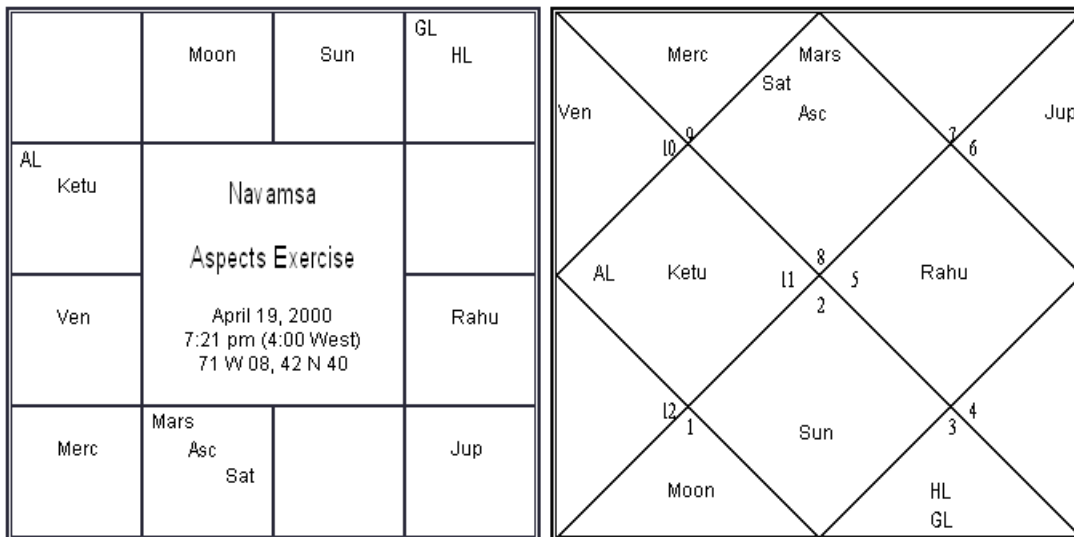 GL
Moon Sun HL
AL
Ketu
Navamsa
Aspects Exercise
April 19, 2000
7:21 pm (4:00 West)
71 W 08, 42 N 40
Ven
Rahu
Mars
Merc Asc Jup
Sat
Merc Mars
Sat
Ven Asc Jup
9 7
10 6
8
AL Ketu 11 5 Rahu
2
12 4
1 3
Sun
Moon HL
GL